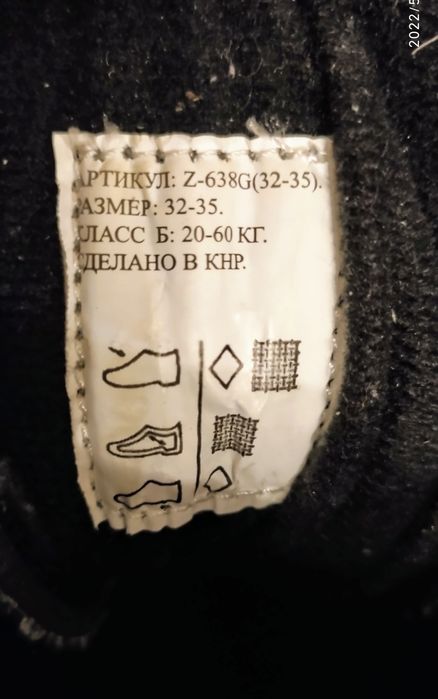 АРТИКУЛ: Z-638G(32-35).
РАЗМЕР: 32-35.
КЛАСС Б: 20-60 КГ.
СДЕЛАНО В КНР.
2022/5